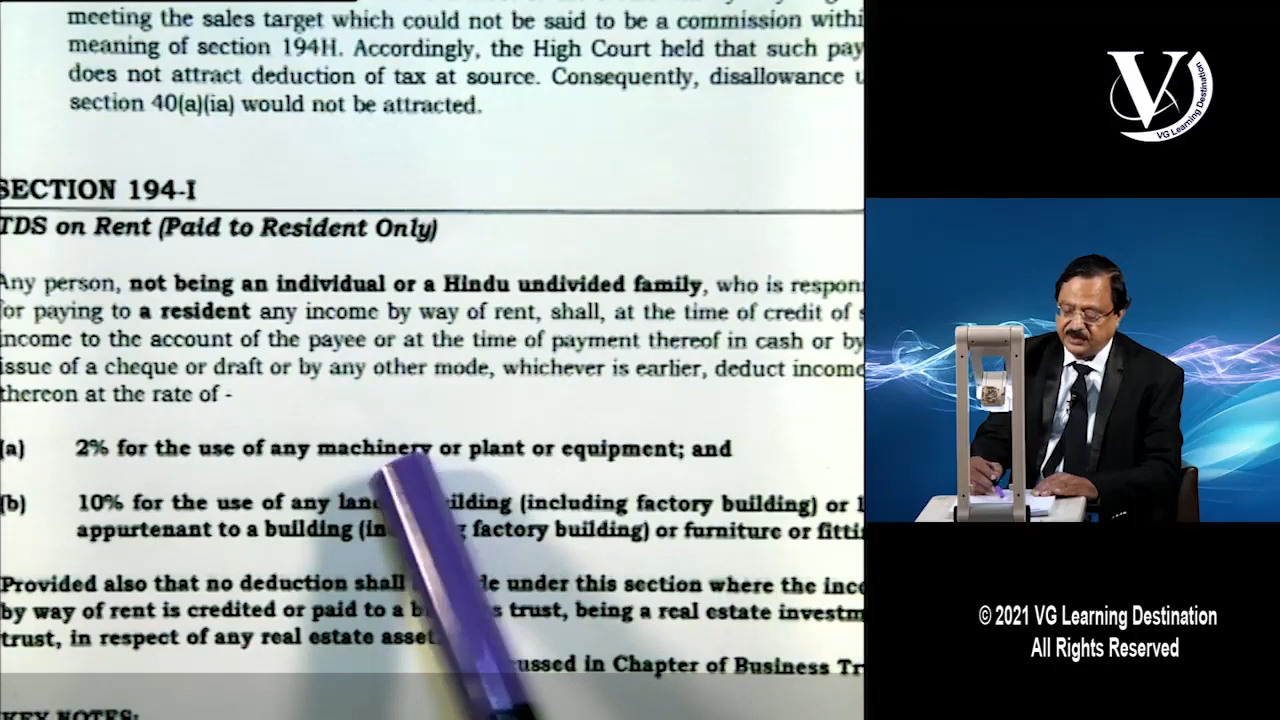 meeting the sales target which could not be said to be a commission withi
meaning of section 194H. Accordingly, the High Court held that such pay
does not attract deduction of tax at source. Consequently, disallowance u
section 40(a)(ia) would not be attracted.
SECTION 194-I
TDS on Rent (Paid to Resident Only)
Any person, not being an individual or a Hindu undivided family, who is respon
for paying to a resident any income by way of rent, shall, at the time of credit of s
income to the account of the payee or at the time of payment thereof in cash or by
issue of a cheque or draft or by any other mode, whichever is earlier, deduct income
thereon at the rate of -
(a) 2% for the use of any machinery or plant or equipment; and
(b) 10% for the use of any lan ilding (including factory building) or l
appurtenant to a building (in g factory building) or furniture or fitti
Provided also that no deduction shall de under this section where the inco
by way of rent is credited or paid to a b s trust, being a real estate investm
trust, in respect of any real estate asset
ussed in Chapter of Business Tr
KEY NOTES:
V
VG Learning Destination
© 2021 VG Learning Destination
All Rights Reserved